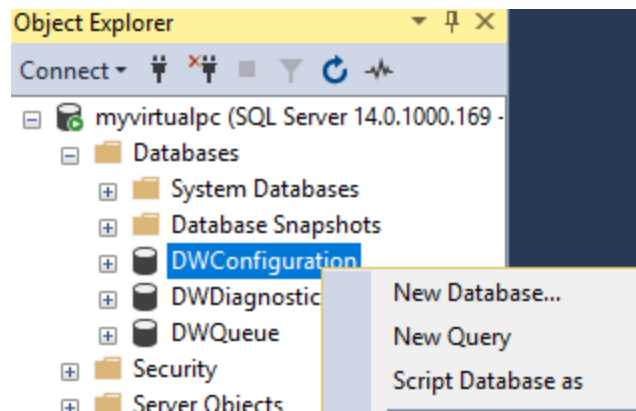 Object Explorer
Connect
myvirtualpc (SQL Server 14.0.1000.169 -
Databases
System Databases
Database Snapshots
DWConfiguration
DWDiagnostic
New Database...
DWQueue
New Query
Security
Script Database as
Server Objects